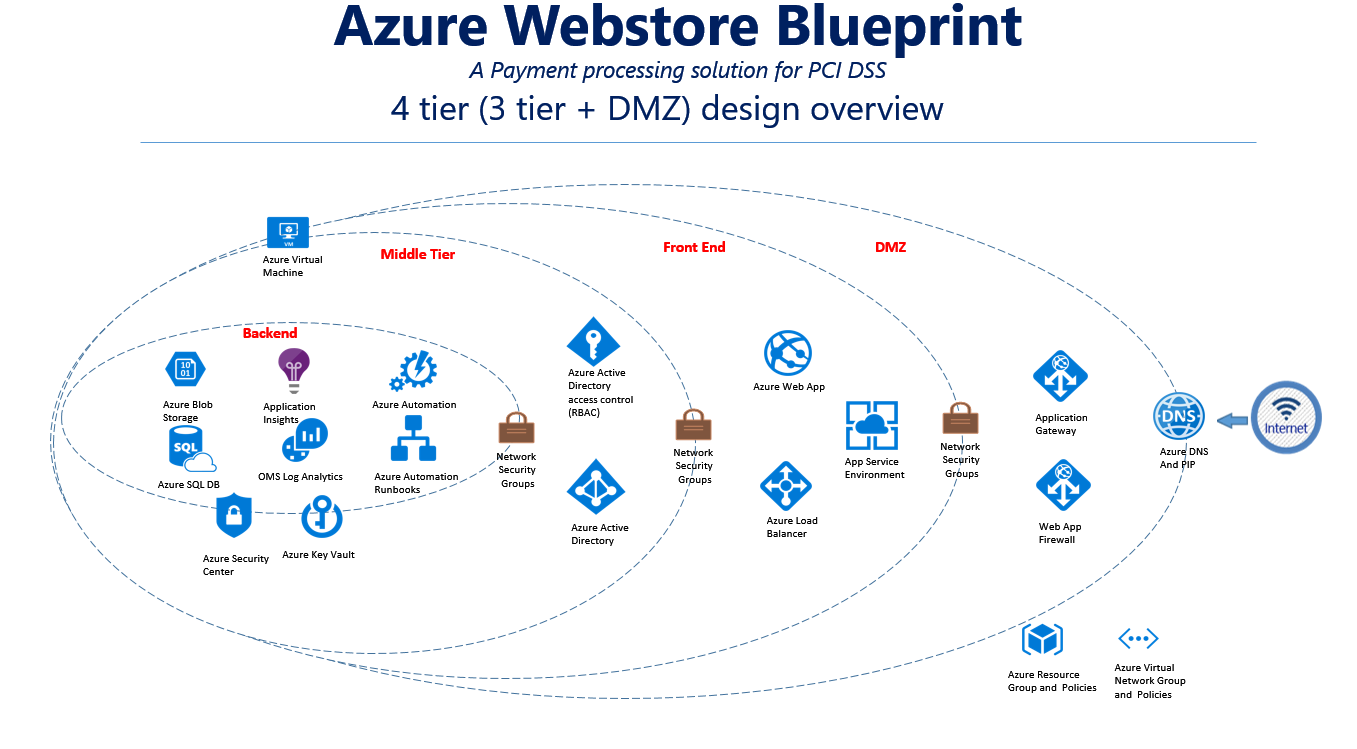 Azure Webstore Blueprint
A Payment processing solution for PCI DSS
4 tier (3 tier + DMZ) design overview
VM
Azure Virtual
Machine
Middle Tier
Front End
DMZ
Backend
10
01
Azure Blob
Storage
Application
Insights
Azure Automation
SQL
Azure SQL DB
OMS Log Analytics
Azure Automation
Runbooks
Network
Security
Groups
Azure Security
Center
Azure Key Vault
Azure Active
Directory
access control
(RBAC)
Azure Active
Directory
Network
Security
Groups
Azure Web App
App Service
Environment
Azure Load
Balancer
Network
Security
Groups
Application
Gateway
Web App
Firewall
DNS
Azure DNS
And PIP
Internet
Azure Resource
Group and Policies
Azure Virtual
Network Group
and Policies